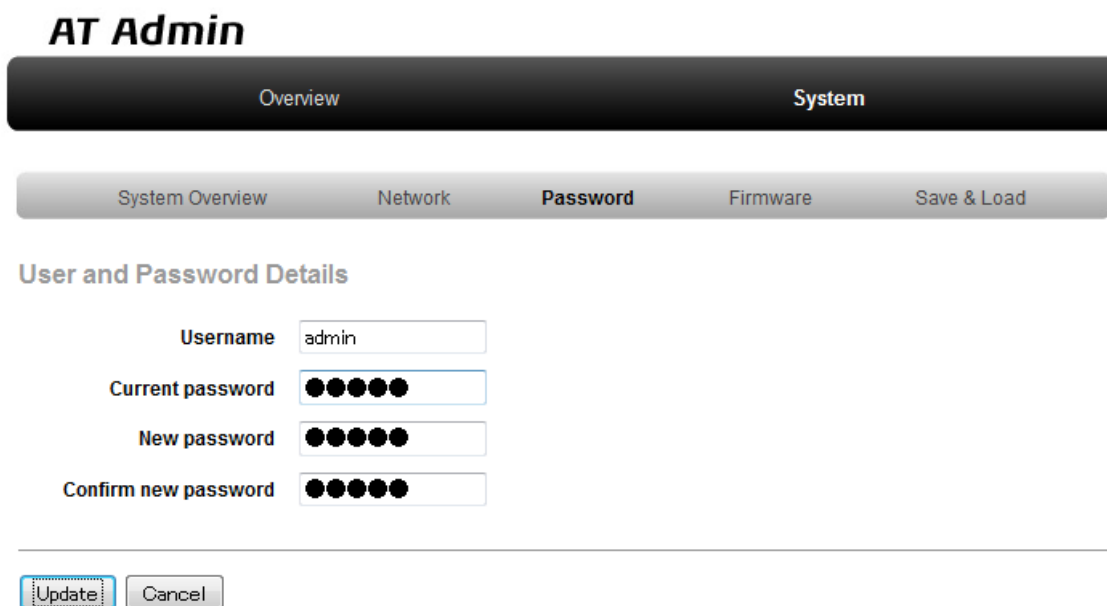 AT Admin
Overview System
System Overview Network Password Firmware Save & Load
User and Password Details
Username admin
Current password ●●●●●
New password ●●●●●
Confirm new password ●●●●●
Update Cancel